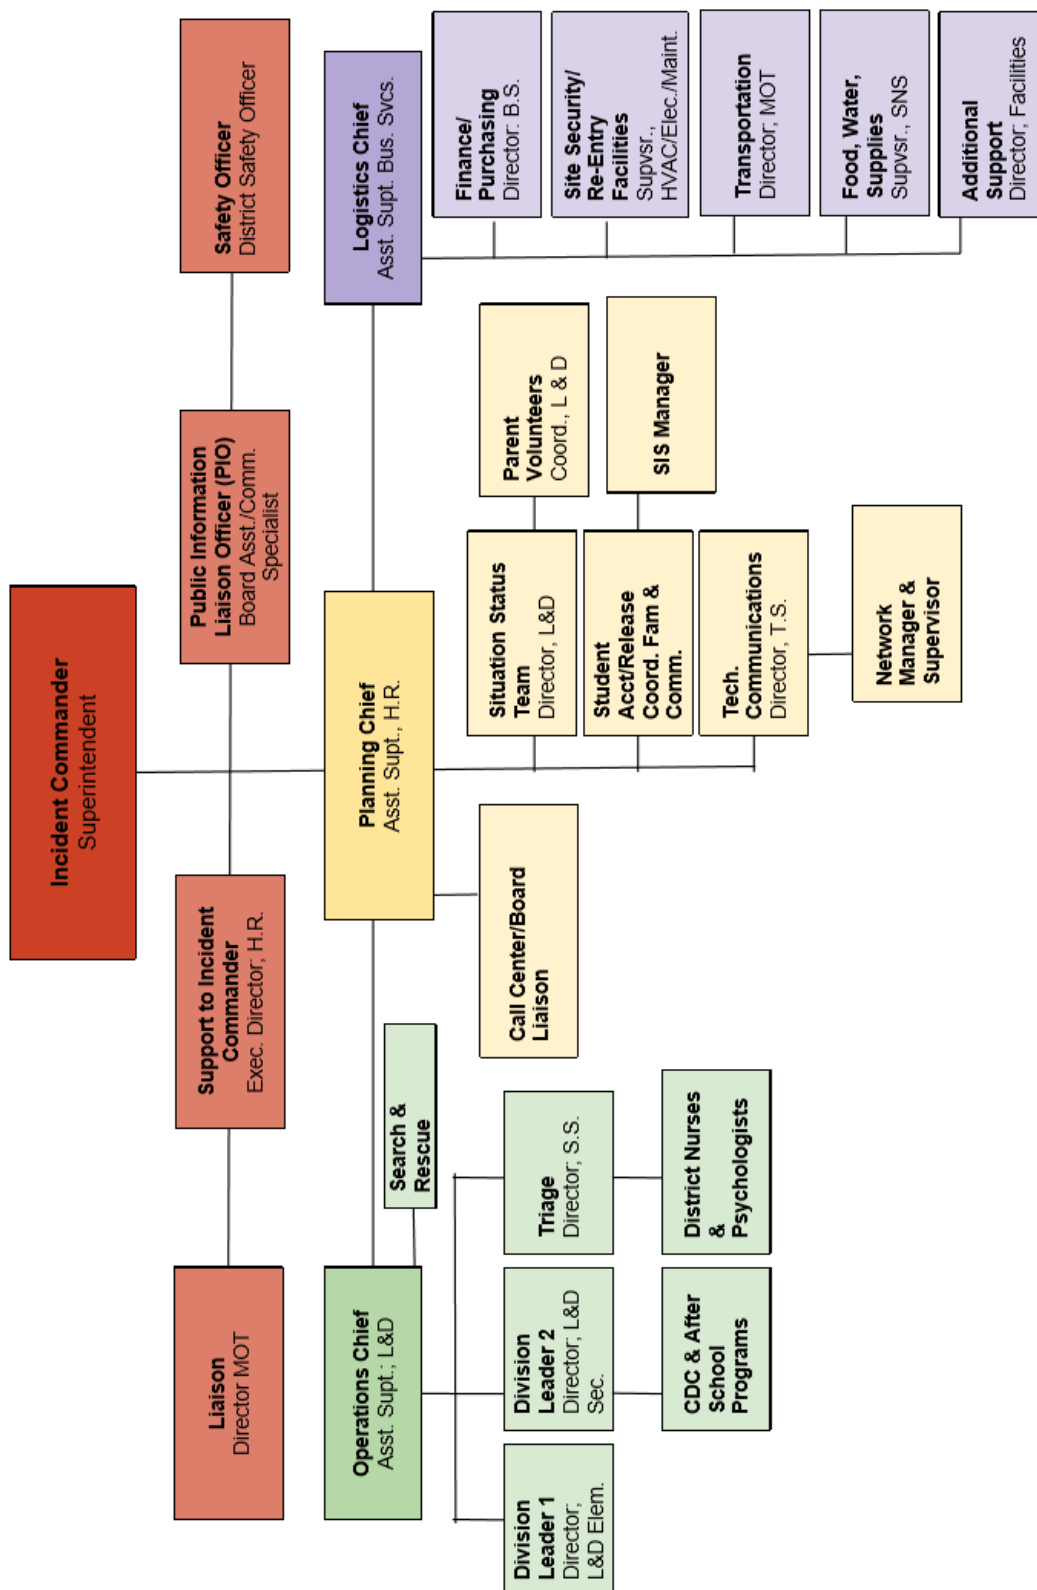 Incident Commander
Superintendent
Liaison
Director MOT
Support to Incident
Commander
Exec. Director; H.R.
Public Information
Liaison Officer (PIO)
Board Asst./Comm.
Specialist
Safety Officer
District Safety Officer
Operations Chief
Asst. Supt.; L&D
Planning Chief
Asst. Supt., H.R.
Logistics Chief
Asst. Supt. Bus. Svcs.
Search &
Rescue
Division
Leader 1
Director;
L&D Elem.
Division
Leader 2
Director; L&D
Sec.
Triage
Director; S.S.
CDC & After
School
Programs
District Nurses
&
Psychologists
Call Center/Board
Liaison
Situation Status
Team
Director, L&D
Parent
Volunteers
Coord., L & D
Student
Acct/Release
Coord. Fam &
Comm.
SIS Manager
Tech.
Communications
Director, T.S.
Network
Manager &
Supervisor
Finance/
Purchasing
Director: B.S.
Site Security/
Re-Entry
Facilities
Supvsr.,
HVAC/Elec./Maint.
Transportation
Director; MOT
Food, Water,
Supplies
Supvsr., SNS
Additional
Support
Director; Facilities